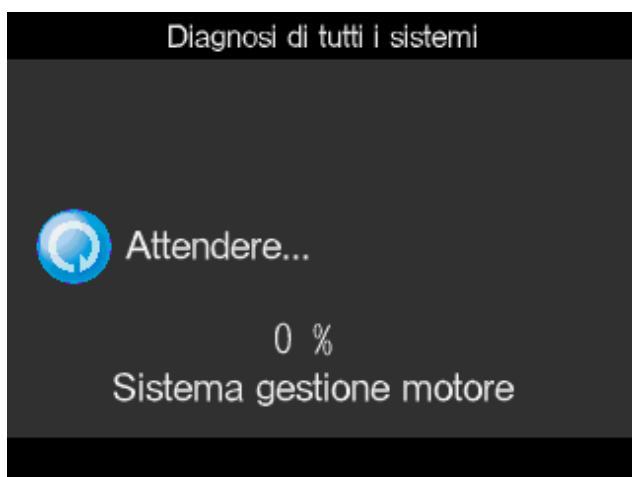 Diagnosi di tutti i sistemi
Attendere...
0 %
Sistema gestione motore